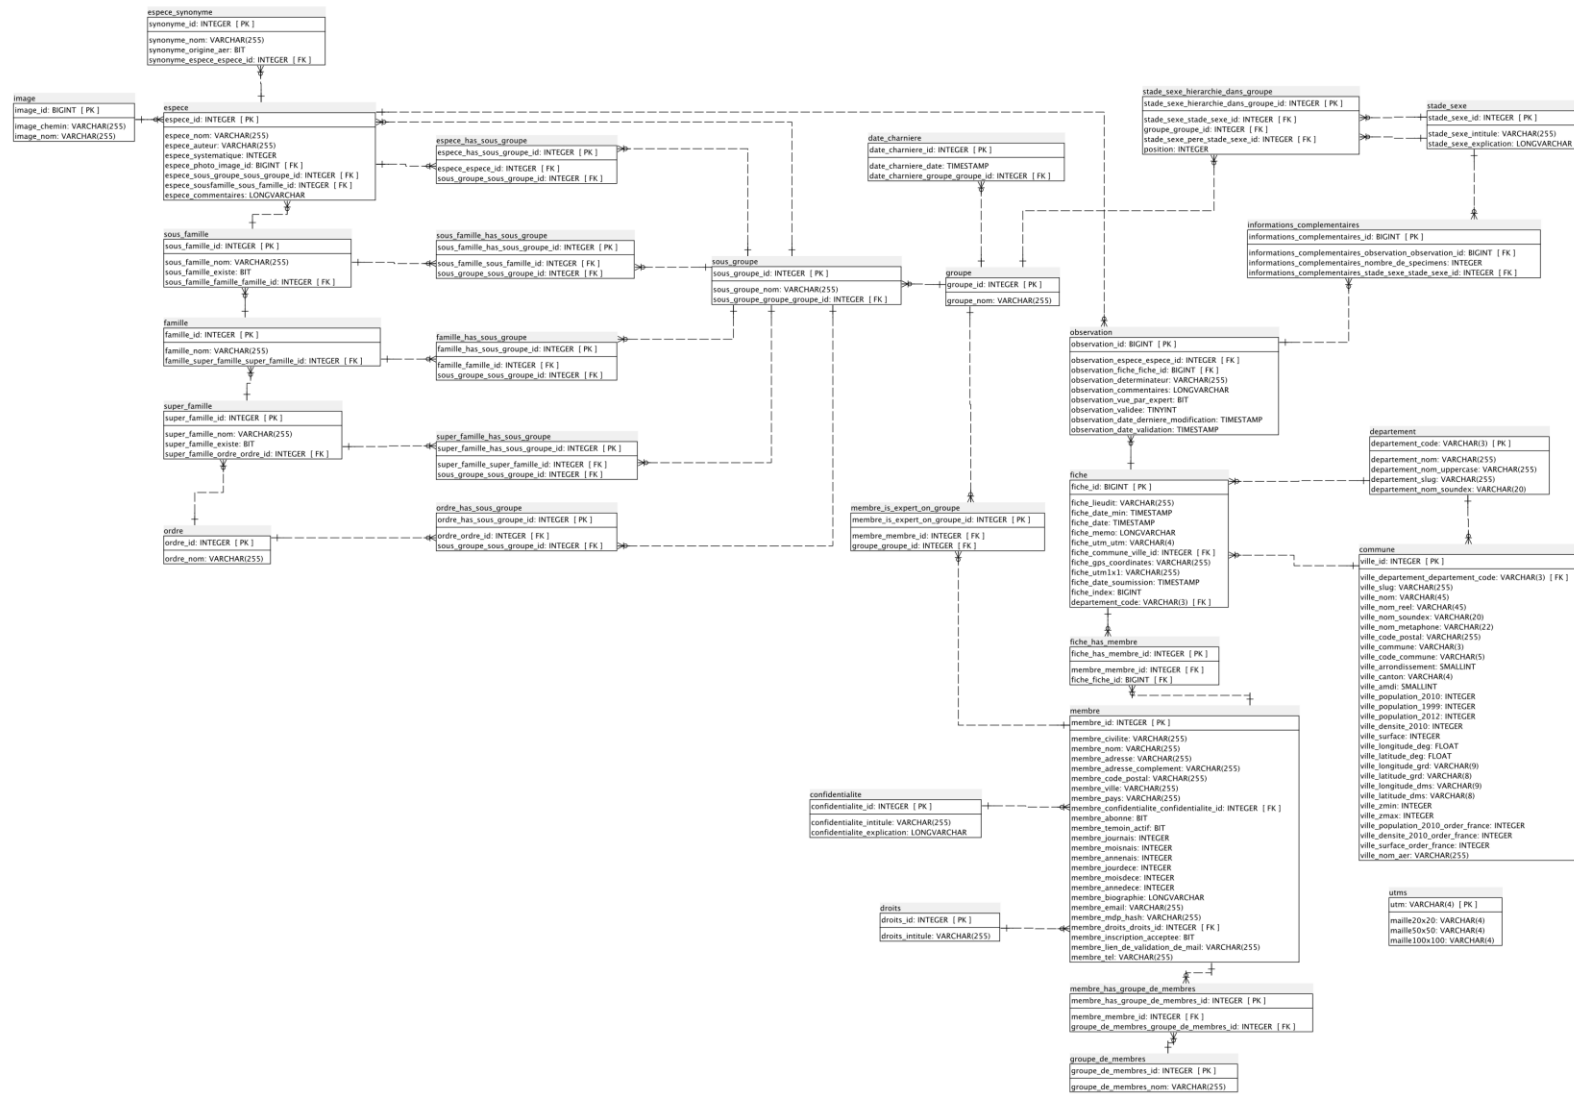 espece_synonyme
synonyme_id: INTEGER [ PK ]
synonyme_nom: VARCHAR(255)
synonyme_origine_aer: BIT
synonyme_espece_espece_id: INTEGER [ FK ]
image
image_id: BIGINT [ PK ]
image_chemin: VARCHAR(255)
image_nom: VARCHAR(255)
espece
espece_id: INTEGER [ PK ]
espece_nom: VARCHAR(255)
espece_auteur: VARCHAR(255)
espece_systematique: INTEGER
espece_photo_image_id: BIGINT [ FK ]
espece_sous_groupe_sous_groupe_id: INTEGER [ FK ]
espece_sousfamille_sous_famille_id: INTEGER [ FK ]
espece_commentaires: LONGVARCHAR
espece_has_sous_groupe
espece_has_sous_groupe_id: INTEGER [ PK ]
espece_espece_id: INTEGER [ FK ]
sous_groupe_sous_groupe_id: INTEGER [ FK ]
date_charniere
date_charniere_id: INTEGER [ PK ]
date_charniere_date: TIMESTAMP
date_charniere_groupe_groupe_id: INTEGER [ FK ]
stade_sexe_hierarchie_dans_groupe
stade_sexe_hierarchie_dans_groupe_id: INTEGER [ PK ]
stade_sexe_stade_sexe_id: INTEGER [ FK ]
groupe_groupe_id: INTEGER [ FK ]
stade_sexe_pere_stade_sexe_id: INTEGER [ FK ]
position: INTEGER
stade_sexe
stade_sexe_id: INTEGER [ PK ]
stade_sexe_intitule: VARCHAR(255)
stade_sexe_explication: LONGVARCHAR
sous_famille
sous_famille_id: INTEGER [ PK ]
sous_famille_nom: VARCHAR(255)
sous_famille_existe: BIT
sous_famille_famille_famille_id: INTEGER [ FK ]
sous_famille_has_sous_groupe
sous_famille_has_sous_groupe_id: INTEGER [ PK ]
sous_famille_sous_famille_id: INTEGER [ FK ]
sous_groupe_sous_groupe_id: INTEGER [ FK ]
sous_groupe
sous_groupe_id: INTEGER [ PK ]
sous_groupe_nom: VARCHAR(255)
sous_groupe_groupe_groupe_id: INTEGER [ FK ]
groupe
groupe_id: INTEGER [ PK ]
groupe_nom: VARCHAR(255)
informations_complementaires
informations_complementaires_id: BIGINT [ PK ]
informations_complementaires_observation_observation_id: BIGINT [ FK ]
informations_complementaires_nombre_de_specimens: INTEGER
informations_complementaires_stade_sexe_stade_sexe_id: INTEGER [ FK ]
famille
famille_id: INTEGER [ PK ]
famille_nom: VARCHAR(255)
famille_super_famille_super_famille_id: INTEGER [ FK ]
famille_has_sous_groupe
famille_has_sous_groupe_id: INTEGER [ PK ]
famille_famille_id: INTEGER [ FK ]
sous_groupe_sous_groupe_id: INTEGER [ FK ]
observation
observation_id: BIGINT [ PK ]
observation_espece_espece_id: INTEGER [ FK ]
observation_fiche_fiche_id: BIGINT [ FK ]
observation_determinateur: VARCHAR(255)
observation_commentaires: LONGVARCHAR
observation_vue_par_expert: BIT
observation_validee: TINYINT
observation_date_derniere_modification: TIMESTAMP
observation_date_validation: TIMESTAMP
super_famille
super_famille_id: INTEGER [ PK ]
super_famille_nom: VARCHAR(255)
super_famille_existe: BIT
super_famille_ordre_ordre_id: INTEGER [ FK ]
super_famille_has_sous_groupe
super_famille_has_sous_groupe_id: INTEGER [ PK ]
super_famille_super_famille_id: INTEGER [ FK ]
sous_groupe_sous_groupe_id: INTEGER [ FK ]
departement
departement_code: VARCHAR(3) [ PK ]
departement_nom: VARCHAR(255)
departement_nom_uppercase: VARCHAR(255)
departement_slug: VARCHAR(255)
departement_nom_soundex: VARCHAR(20)
ordre
ordre_id: INTEGER [ PK ]
ordre_nom: VARCHAR(255)
ordre_has_sous_groupe
ordre_has_sous_groupe_id: INTEGER [ PK ]
ordre_ordre_id: INTEGER [ FK ]
sous_groupe_sous_groupe_id: INTEGER [ FK ]
membre_is_expert_on_groupe
membre_is_expert_on_groupe_id: INTEGER [ PK ]
membre_membre_id: INTEGER [ FK ]
groupe_groupe_id: INTEGER [ FK ]
fiche
fiche_id: BIGINT [ PK ]
fiche_lieudit: VARCHAR(255)
fiche_date_min: TIMESTAMP
fiche_date: TIMESTAMP
fiche_memo: LONGVARCHAR
fiche_utm_utm: VARCHAR(4)
fiche_commune_ville_id: INTEGER [ FK ]
fiche_gps_coordinates: VARCHAR(255)
fiche_utm1x1: VARCHAR(255)
fiche_date_soumission: TIMESTAMP
fiche_index: BIGINT
departement_code: VARCHAR(3) [ FK ]
commune
ville_id: INTEGER [ PK ]
ville_departement_departement_code: VARCHAR(3) [ FK ]
ville_slug: VARCHAR(255)
ville_nom: VARCHAR(45)
ville_nom_reel: VARCHAR(45)
ville_nom_soundex: VARCHAR(20)
ville_nom_metaphone: VARCHAR(22)
ville_code_postal: VARCHAR(255)
ville_commune: VARCHAR(3)
ville_code_commune: VARCHAR(5)
ville_arrondissement: SMALLINT
ville_canton: VARCHAR(4)
ville_amdi: SMALLINT
ville_population_2010: INTEGER
ville_population_1999: INTEGER
ville_population_2012: INTEGER
ville_densite_2010: INTEGER
ville_surface: INTEGER
ville_longitude_deg: FLOAT
ville_latitude_deg: FLOAT
ville_longitude_grd: VARCHAR(9)
ville_latitude_grd: VARCHAR(8)
ville_longitude_dms: VARCHAR(9)
ville_latitude_dms: VARCHAR(8)
ville_zmin: INTEGER
ville_zmax: INTEGER
ville_population_2010_order_france: INTEGER
ville_densite_2010_order_france: INTEGER
ville_surface_order_france: INTEGER
ville_nom_aer: VARCHAR(255)
fiche_has_membre
fiche_has_membre_id: INTEGER [ PK ]
membre_membre_id: INTEGER [ FK ]
fiche_fiche_id: BIGINT [ FK ]
membre
membre_id: INTEGER [ PK ]
membre_civilite: VARCHAR(255)
membre_nom: VARCHAR(255)
membre_adresse: VARCHAR(255)
membre_adresse_complement: VARCHAR(255)
membre_code_postal: VARCHAR(255)
membre_ville: VARCHAR(255)
membre_pays: VARCHAR(255)
membre_confidentialite_confidentialite_id: INTEGER [ FK ]
membre_abonne: BIT
membre_temoin_actif: BIT
membre_journais: INTEGER
membre_moisnais: INTEGER
membre_annenais: INTEGER
membre_jourdece: INTEGER
membre_moisdece: INTEGER
membre_annedece: INTEGER
membre_biographie: LONGVARCHAR
membre_email: VARCHAR(255)
membre_mdp_hash: VARCHAR(255)
membre_droits_droits_id: INTEGER [ FK ]
membre_inscription_acceptee: BIT
membre_lien_de_validation_de_mail: VARCHAR(255)
membre_tel: VARCHAR(255)
confidentialite
confidentialite_id: INTEGER [ PK ]
confidentialite_intitule: VARCHAR(255)
confidentialite_explication: LONGVARCHAR
droits
droits_id: INTEGER [ PK ]
droits_intitule: VARCHAR(255)
utms
utm: VARCHAR(4) [ PK ]
maille20x20: VARCHAR(4)
maille50x50: VARCHAR(4)
maille100x100: VARCHAR(4)
membre_has_groupe_de_membres
membre_has_groupe_de_membres_id: INTEGER [ PK ]
membre_membre_id: INTEGER [ FK ]
groupe_de_membres_groupe_de_membres_id: INTEGER [ FK ]
groupe_de_membres
groupe_de_membres_id: INTEGER [ PK ]
groupe_de_membres_nom: VARCHAR(255)